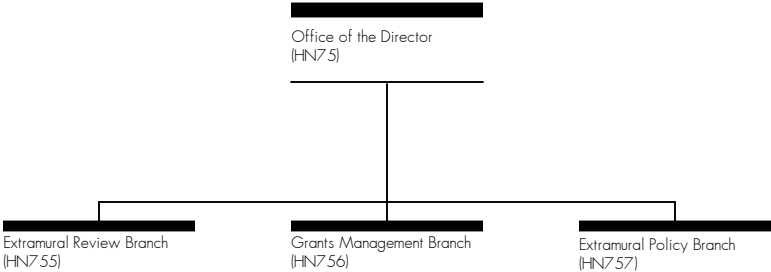 Office of the Director
(HN75)
Extramural Review Branch
(HN755)
Grants Management Branch
(HN756)
Extramural Policy Branch
(HN757)